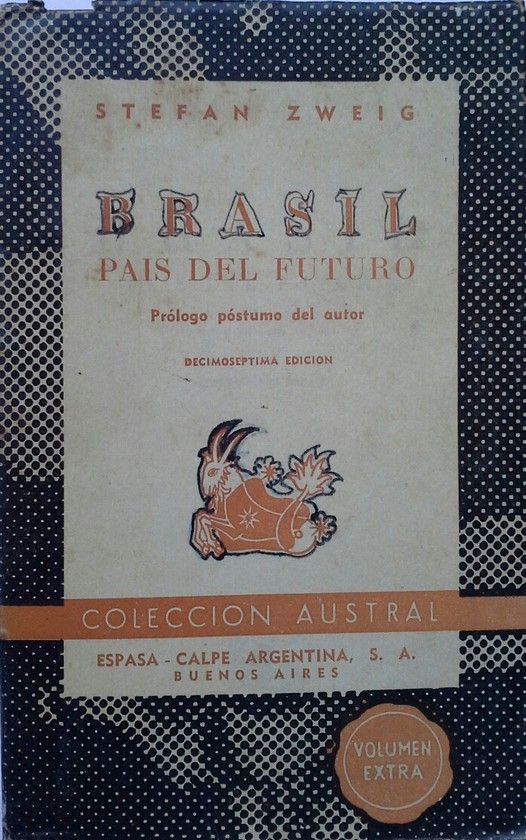 STEFAN ZWEIG
BRASIL
PAIS DEL FUTURO
Prólogo póstumo del autor
DECIMOSEPTIMA EDICION
COLECCION AUSTRAL
ESPASA - CALPE ARGENTINA, S. A.
BUENOS AIRES
VOLUMEN
EXTRA